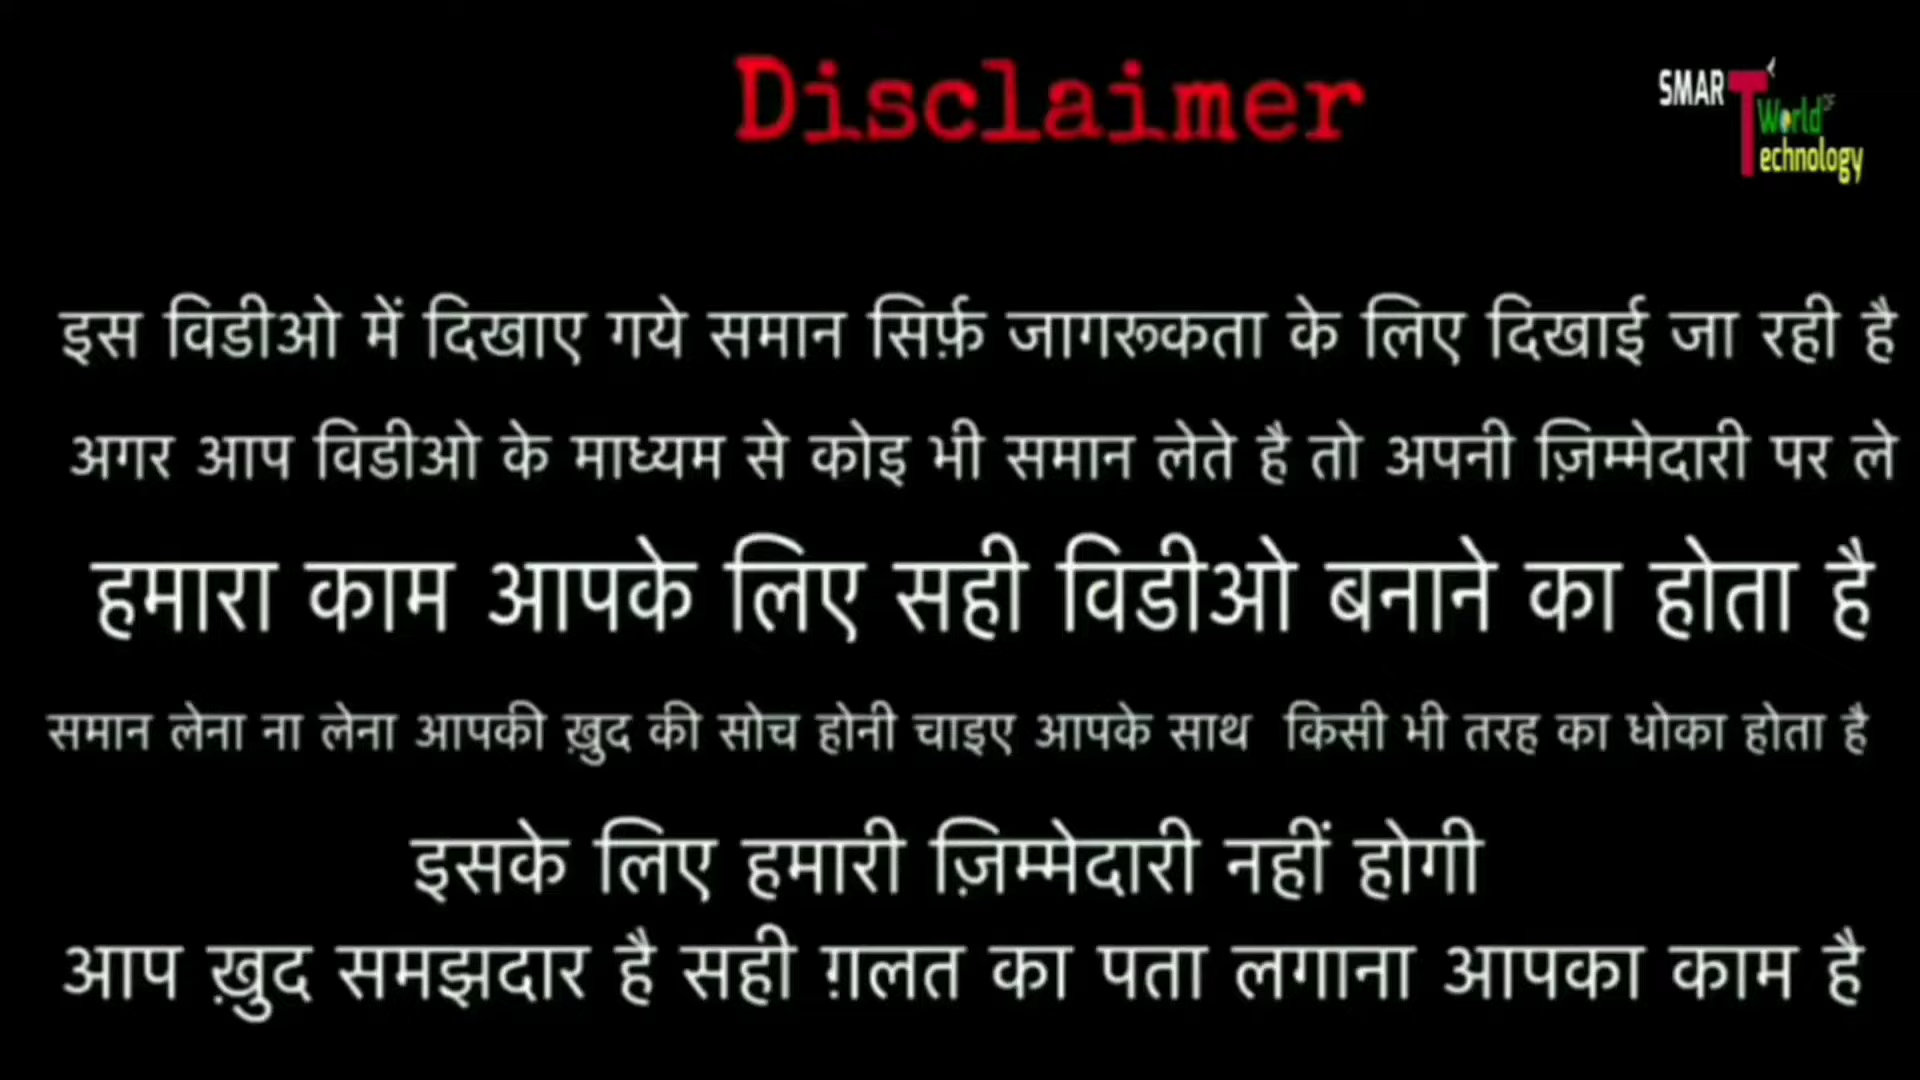 Disclaimer
SMART
World OF
Technology
इस विडीओ में दिखाए गये समान सिर्फ़ जागरूकता के लिए दिखाई जा रही है
अगर आप विडीओ के माध्यम से कोइ भी समान लेते है तो अपनी ज़िम्मेदारी पर ले
हमारा काम आपके लिए सही विडीओ बनाने का होता है
समान लेना ना लेना आपकी ख़ुद की सोच होनी चाइए आपके साथ किसी भी तरह का धोका होता है
इसके लिए हमारी ज़िम्मेदारी नहीं होगी
आप ख़ुद समझदार है सही ग़लत का पता लगाना आपका काम है